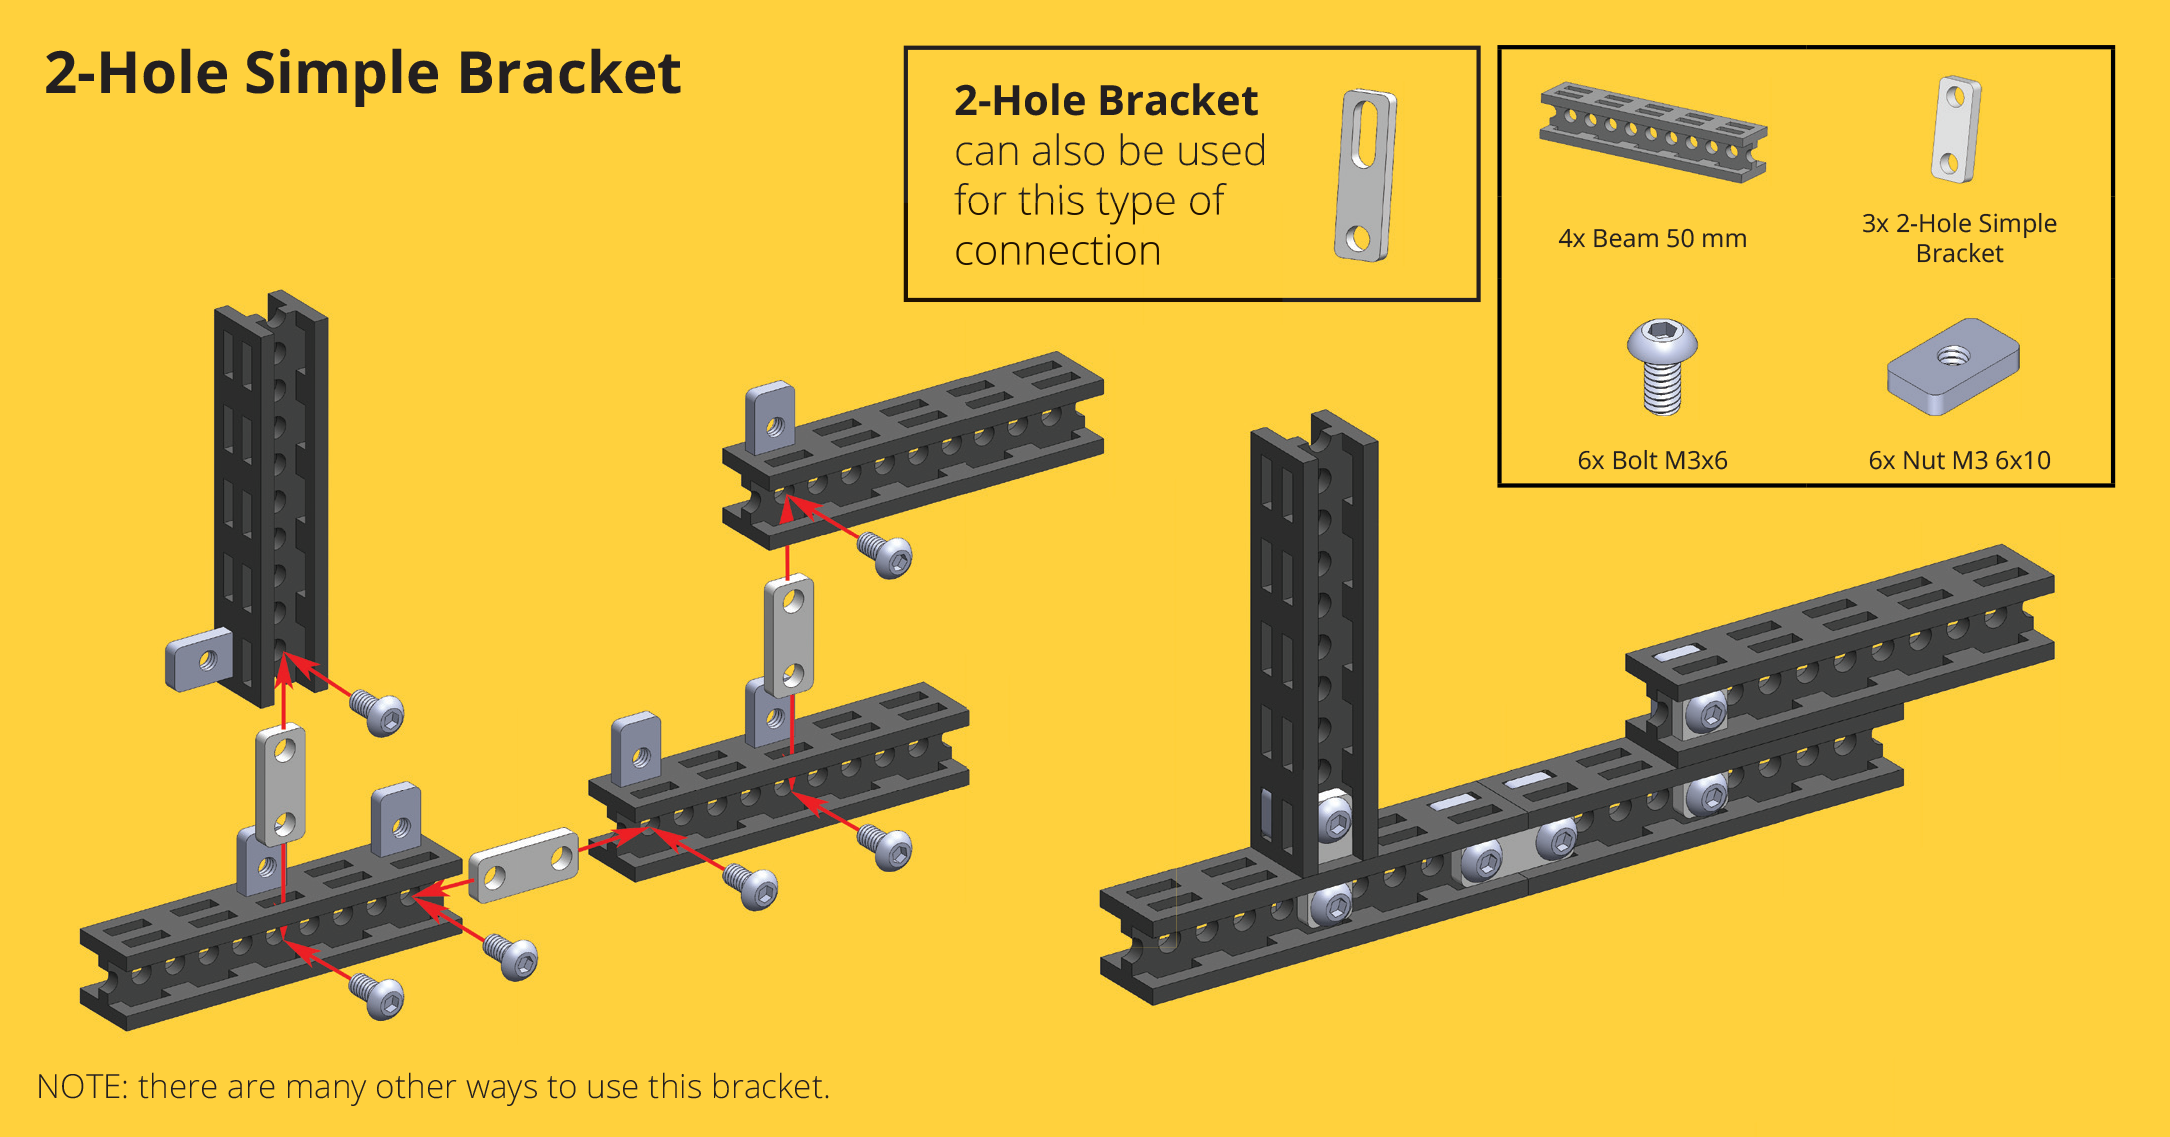 2-Hole Simple Bracket
2-Hole Bracket
can also be used
for this type of
connection
4x Beam 50 mm
3x 2-Hole Simple
Bracket
6x Bolt M3x6
6x Nut M3 6x10
NOTE: there are many other ways to use this bracket.